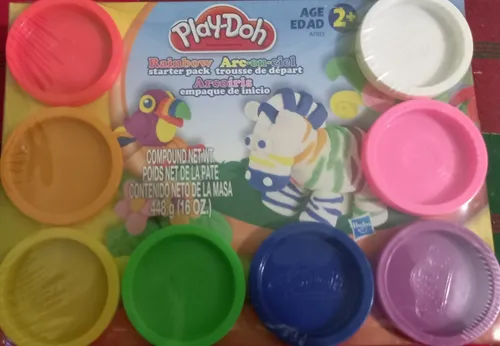 PLAY-DOH
AGE
EDAD 2+
Rainbow Arc-en-ciel
starter pack trousse de départ
Arcoiris
empaque de inicio
COMPOUND NET WT.
POIDS NET DE LA PATE
CONTENIDO NETO DE LA MASA
448 g (16 OZ.)
Hasbro